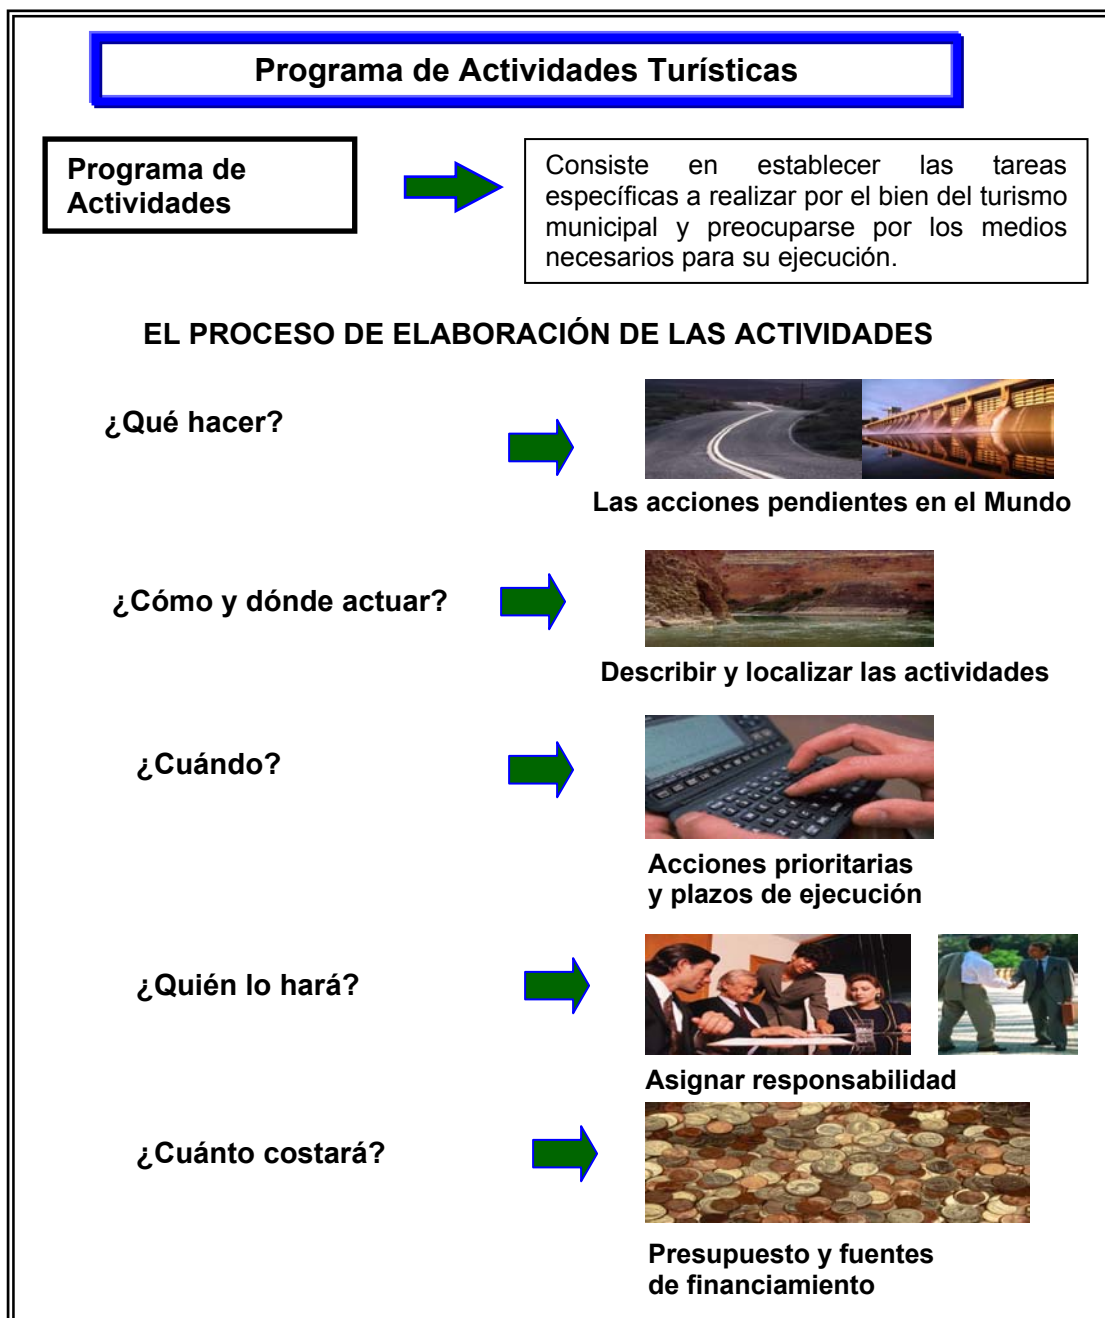 Programa de Actividades Turísticas
Programa de
Actividades
Consiste en establecer las tareas
específicas a realizar por el bien del turismo
municipal y preocuparse por los medios
necesarios para su ejecución.
EL PROCESO DE ELABORACIÓN DE LAS ACTIVIDADES
¿Qué hacer?
Las acciones pendientes en el Mundo
¿Cómo y dónde actuar?
Describir y localizar las actividades
¿Cuándo?
Acciones prioritarias
y plazos de ejecución
¿Quién lo hará?
Asignar responsabilidad
¿Cuánto costará?
Presupuesto y fuentes
de financiamiento